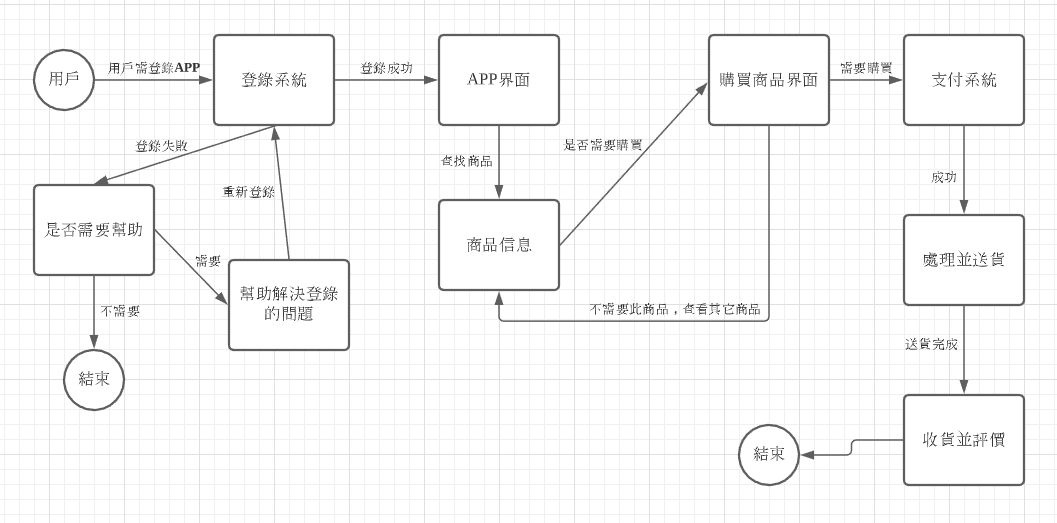 用戶
用戶需登錄APP
登錄系統
登錄成功
APP界面
購買商品界面
需要購買
支付系統
登錄失敗
是否需要購買
查找商品
成功
重新登錄
是否需要幫助
需要
商品信息
處理並送貨
幫助解決登錄
的問題
不需要
不需要此商品，查看其它商品
送貨完成
結束
收貨並評價
結束